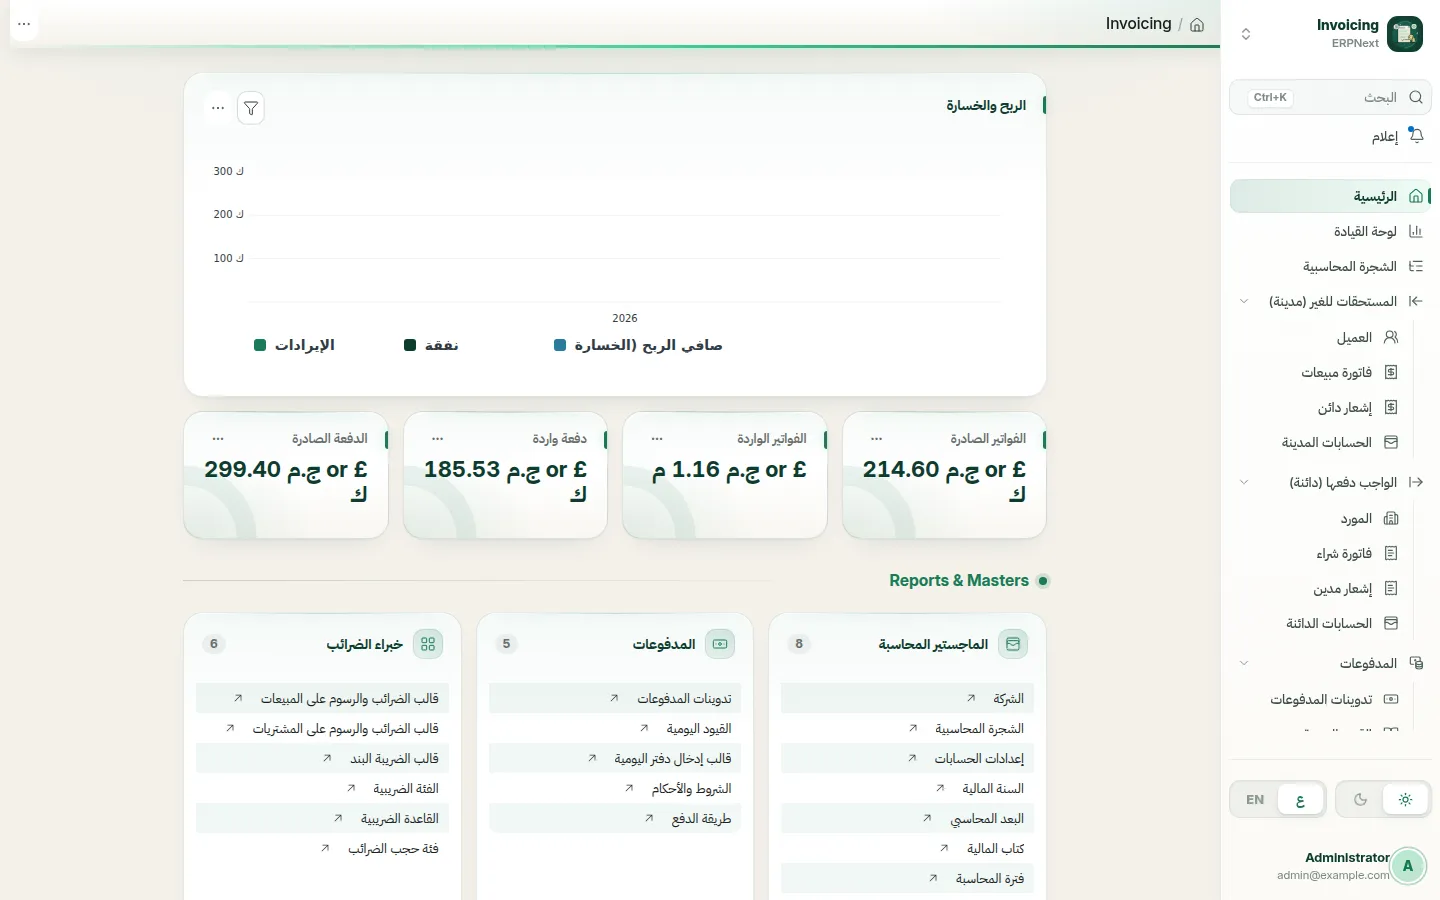 Invoicing
ERPNext
البحث
Ctrl+K
إعلام
الرئيسية
لوحة القيادة
الشجرة المحاسبية
المستحقات للغير (مدينة)
العميل
فاتورة مبيعات
إشعار دائن
الحسابات المدينة
الواجب دفعها (دائنة)
المورد
فاتورة شراء
إشعار مدين
الحسابات الدائنة
المدفوعات
تدوينات المدفوعات
ع
EN
Administrator
admin@example.com
A
Invoicing /
...
الربح والخسارة
...
300 ك
200 ك
100 ك
2026
الإيرادات
نفقة
صافي الربح (الخسارة
الفواتير الصادرة
...
£ or ج.م 214.60
ك
الفواتير الواردة
...
£ or ج.م 1.16 م
دفعة واردة
...
£ or ج.م 185.53
ك
الدفعة الصادرة
...
£ or ج.م 299.40
ك
Reports & Masters
الماجستير المحاسبة
8
الشركة
الشجرة المحاسبية
إعدادات الحسابات
السنة المالية
البعد المحاسبي
كتاب المالية
فترة المحاسبة
المدفوعات
5
تدوينات المدفوعات
القيود اليومية
قالب إدخال دفتر اليومية
الشروط والأحكام
طريقة الدفع
خبراء الضرائب
6
قالب الضرائب والرسوم على المبيعات
قالب الضرائب والرسوم على المشتريات
قالب الضريبة البند
الفئة الضريبية
القاعدة الضريبية
فئة حجب الضرائب